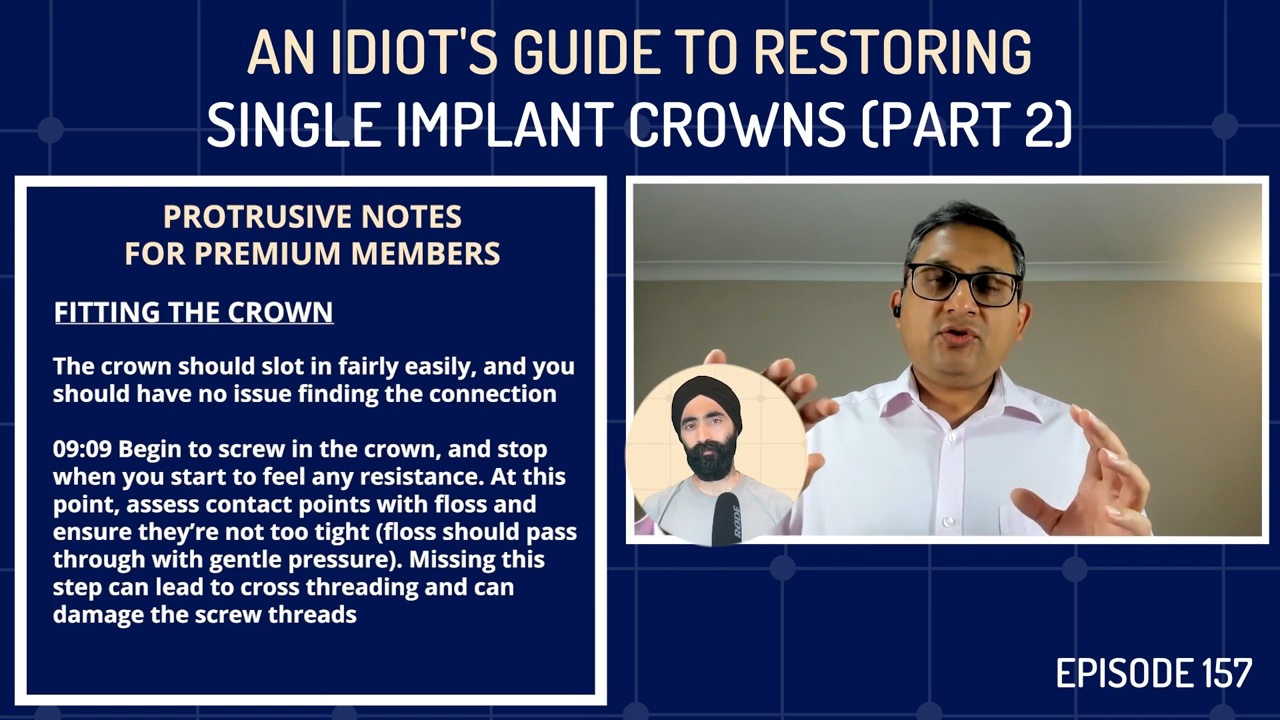 AN IDIOT'S GUIDE TO RESTORING
SINGLE IMPLANT CROWNS (PART 2)
PROTRUSIVE NOTES
FOR PREMIUM MEMBERS
FITTING THE CROWN
The crown should slot in fairly easily, and you
should have no issue finding the connection
09:09 Begin to screw in the crown, and stop
when you start to feel any resistance. At this
point, assess contact points with floss and
ensure they’re not too tight (floss should pass
through with gentle pressure). Missing this
step can lead to cross threading and can
damage the screw threads
RODE
EPISODE 157